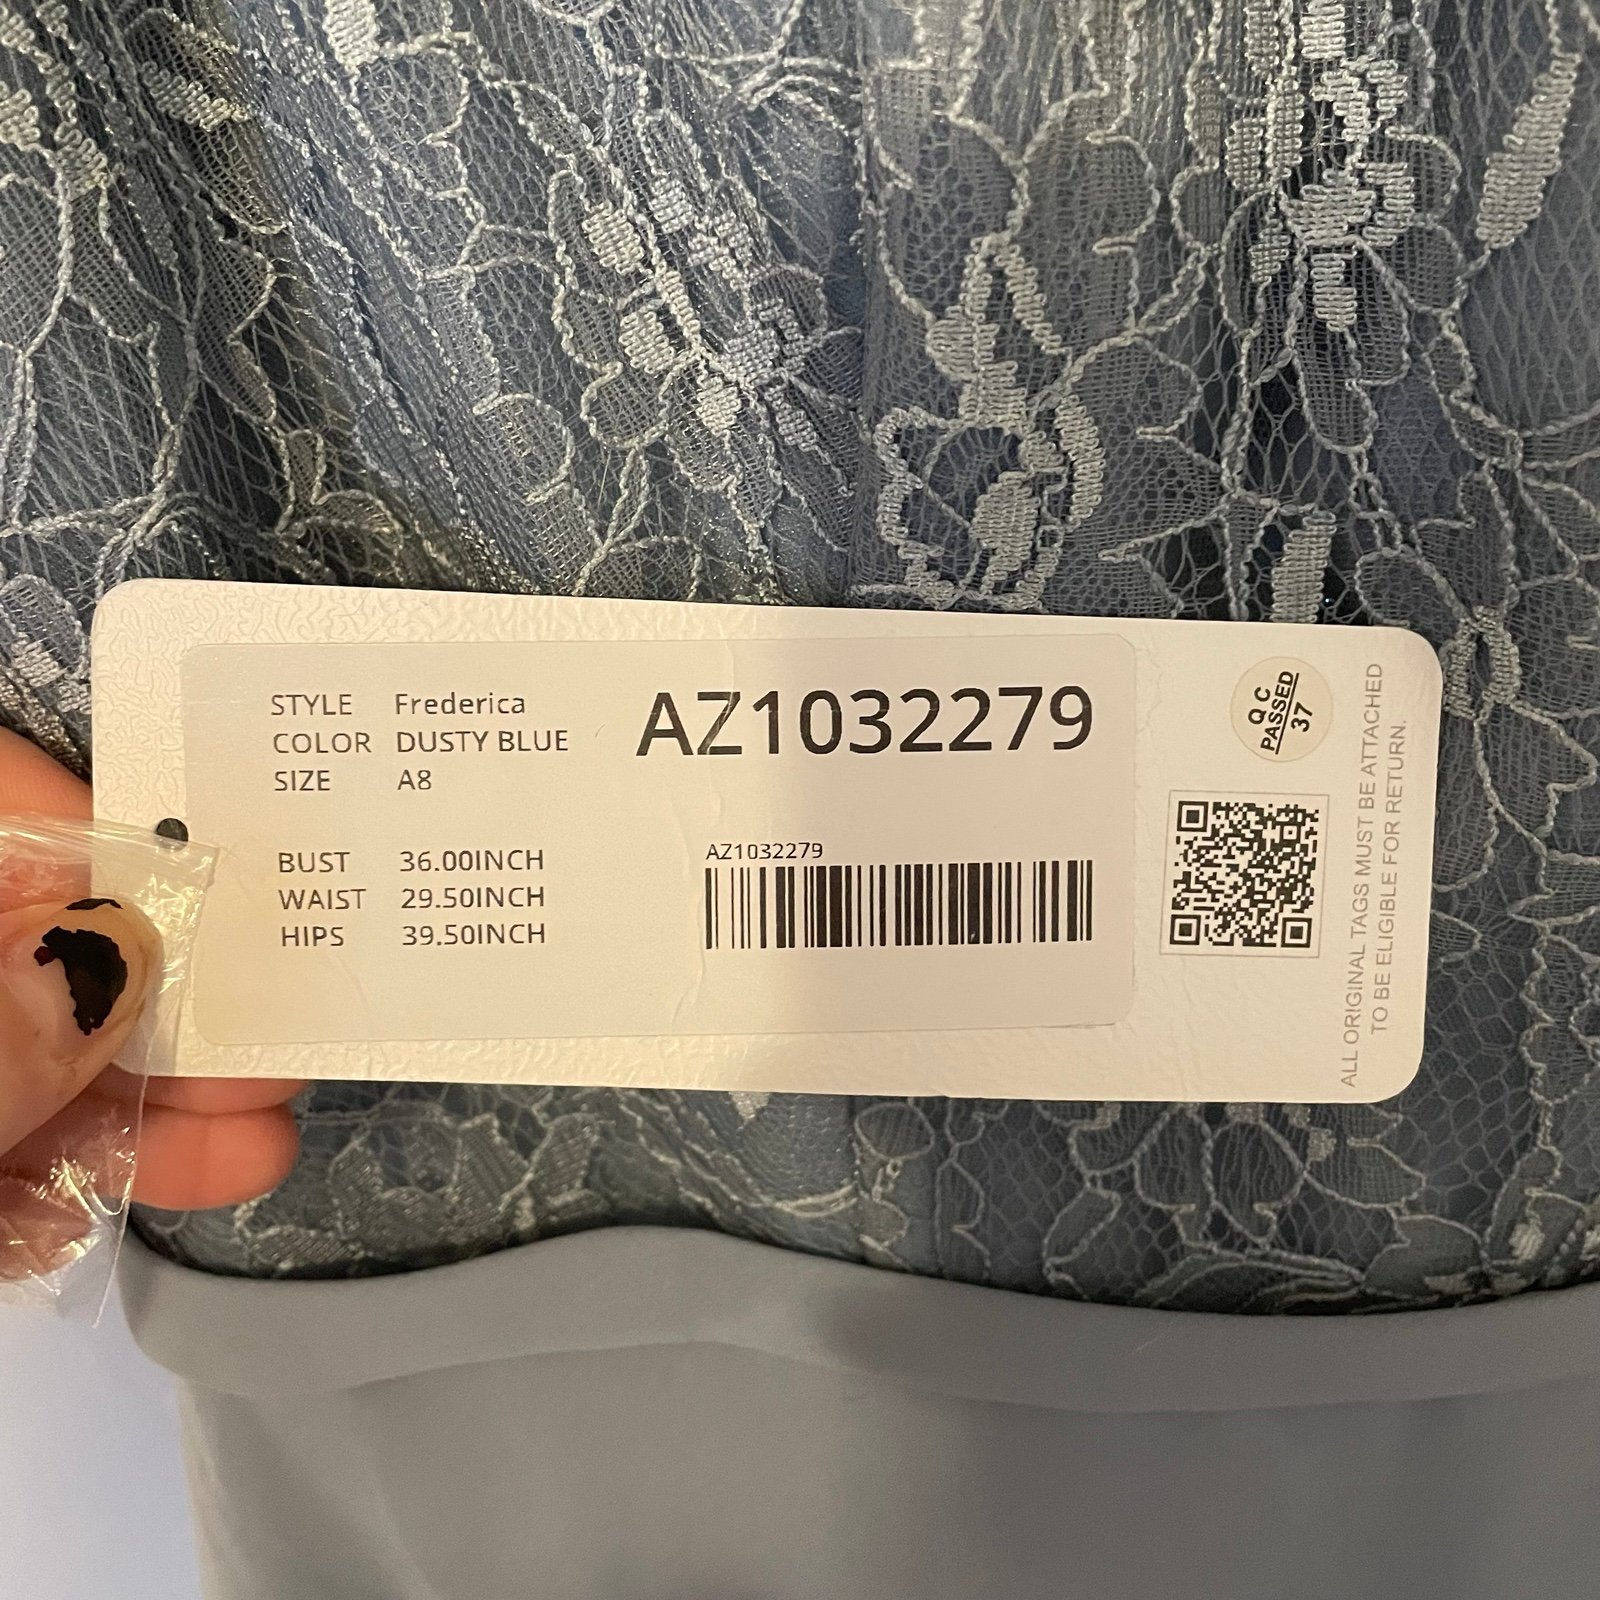 STYLE Frederica
COLOR DUSTY BLUE
SIZE A8
BUST 36.00INCH
WAIST 29.50INCH
HIPS 39.50INCH
AZ1032279
AZ1032279
Q C
PASSED
37
ALL ORIGINAL TAGS MUST BE ATTACHED
TO BE ELIGIBLE FOR RETURN.